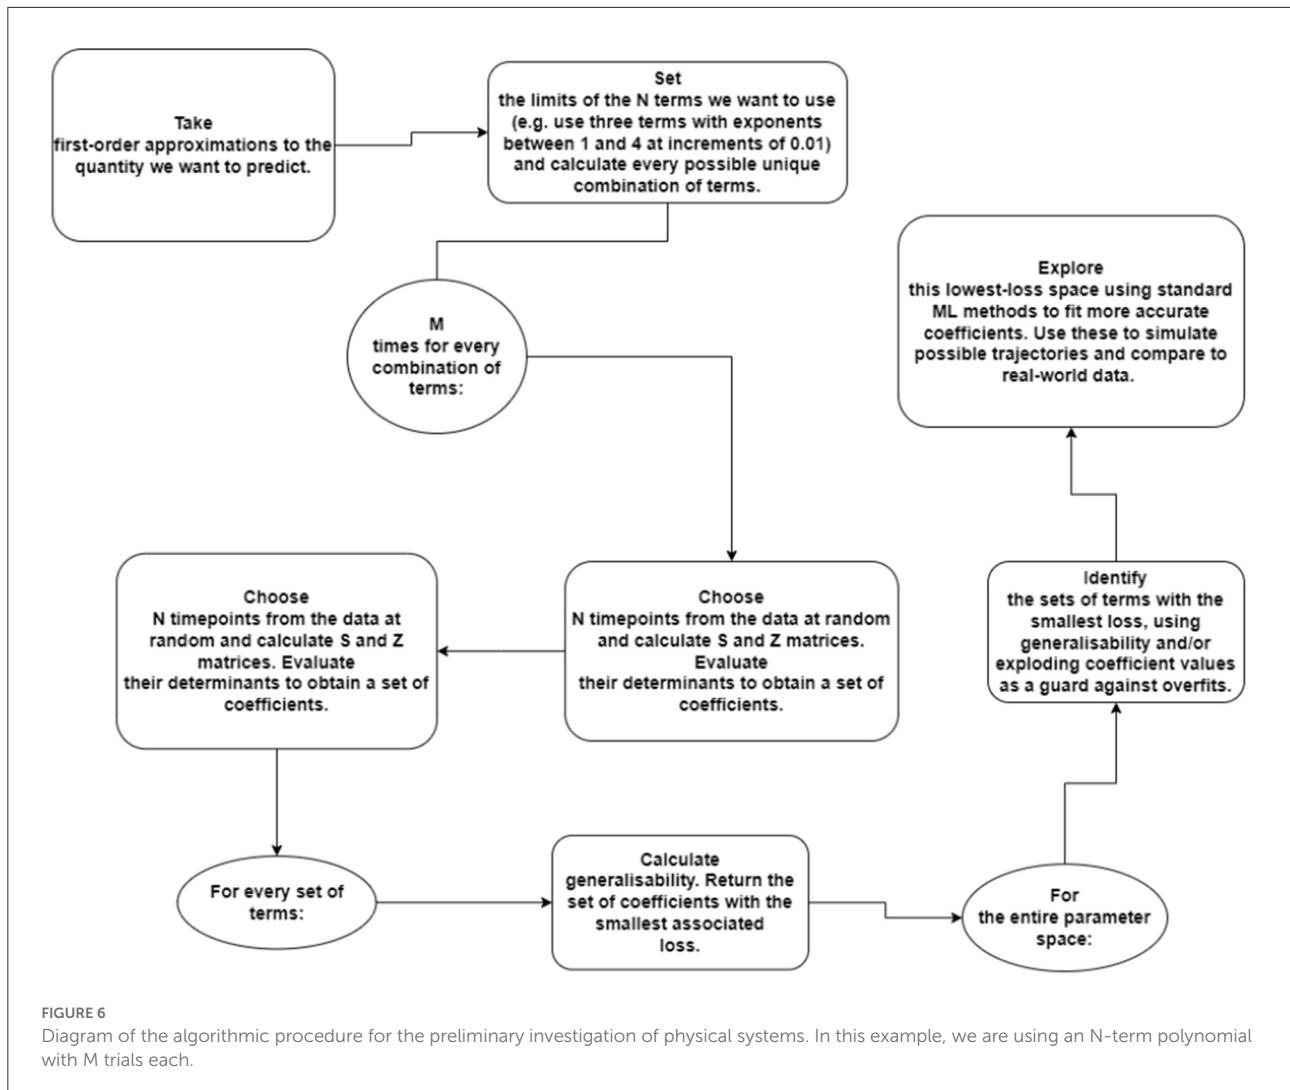 Take
first-order approximations to the
quantity we want to predict.
Set
the limits of the N terms we want to use
(e.g. use three terms with exponents
between 1 and 4 at increments of 0.01)
and calculate every possible unique
combination of terms.
M
times for every
combination of
terms:
Choose
N timepoints from the data at random
and calculate S and Z matrices.
Evaluate
their determinants to obtain a set of
coefficients.
Choose
N timepoints from the data at
random and calculate S and Z
matrices. Evaluate
their determinants to obtain a set of
coefficients.
For every set of
terms:
Calculate
generalisability. Return the
set of coefficients with the
smallest associated
loss.
For
the entire parameter
space:
Identify
the sets of terms with the
smallest loss, using
generalisability and/or
exploding coefficient values
as a guard against overfits.
Explore
this lowest-loss space using standard
ML methods to fit more accurate
coefficients. Use these to simulate
possible trajectories and compare to
real-world data.
FIGURE 6
Diagram of the algorithmic procedure for the preliminary investigation of physical systems. In this example, we are using an N-term polynomial
with M trials each.